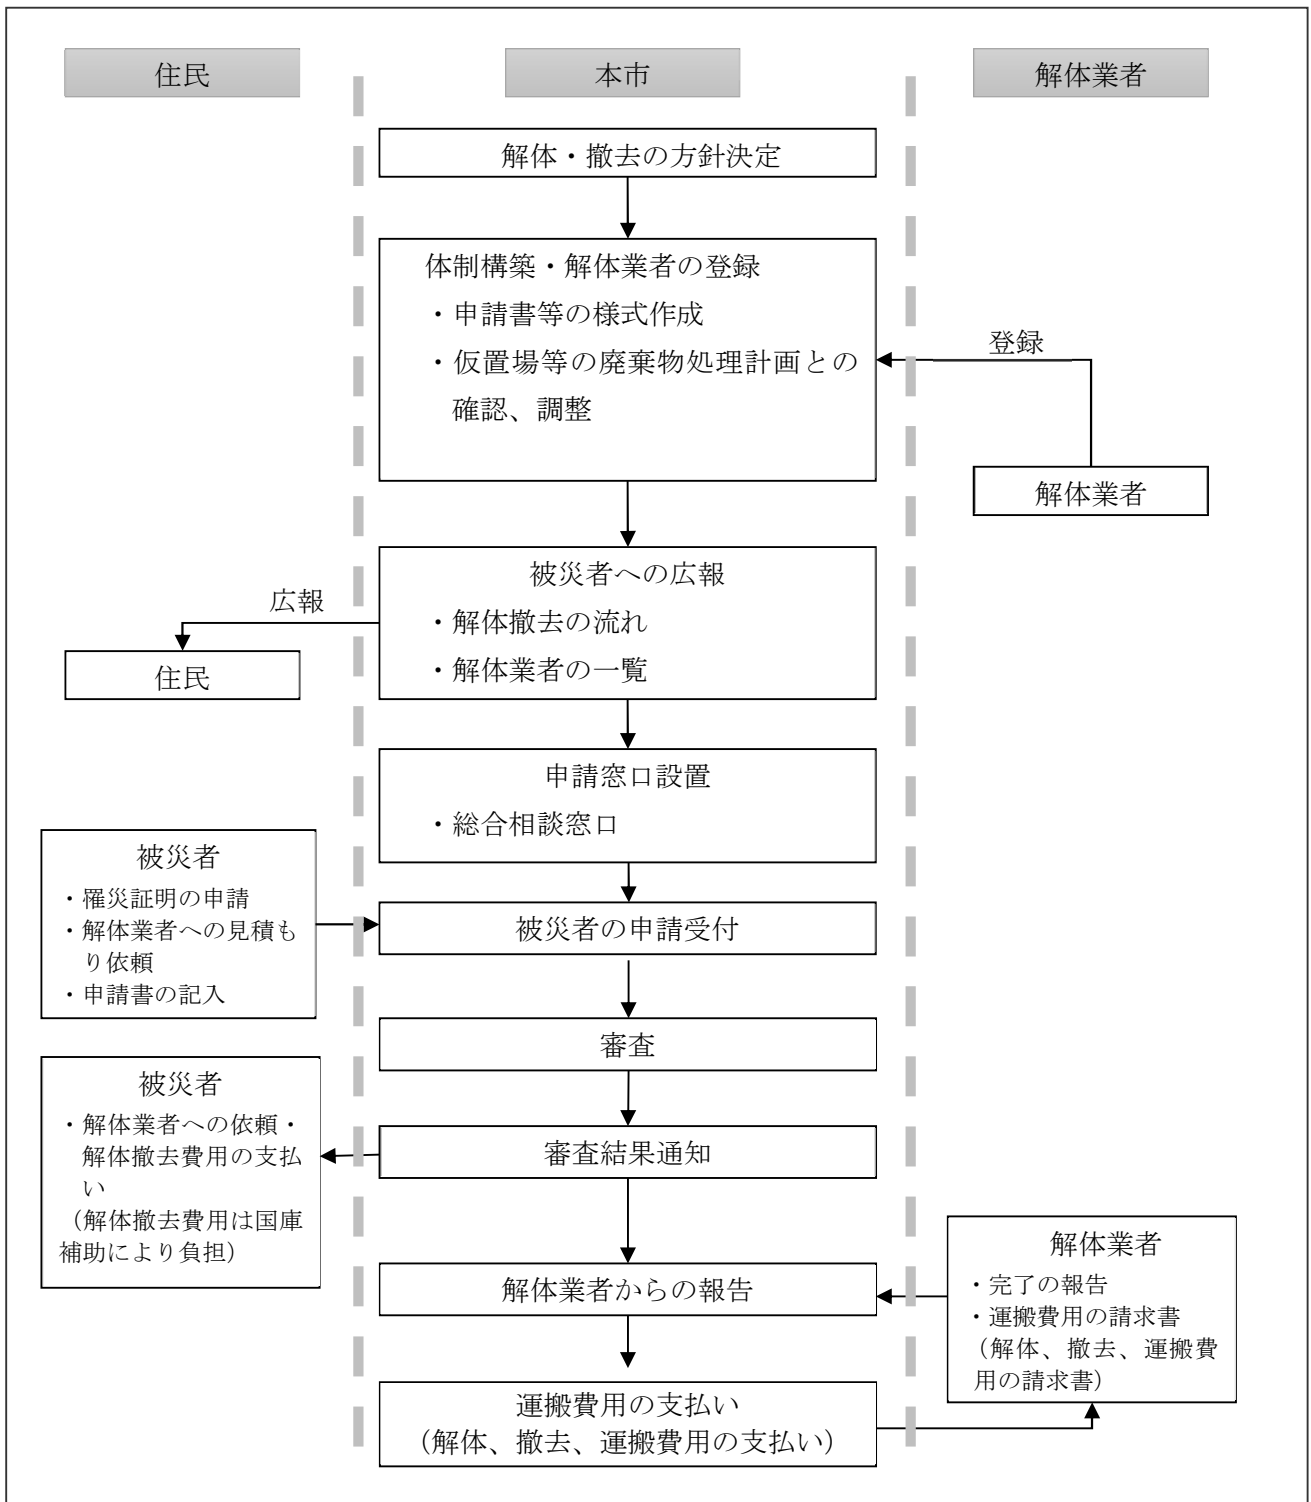 住民
本市
解体業者
解体・撤去の方針決定
体制構築・解体業者の登録
・申請書等の様式作成
・仮置場等の廃棄物処理計画との
確認、調整
登録
解体業者
被災者への広報
・解体撤去の流れ
・解体業者の一覧
広報
住民
申請窓口設置
・総合相談窓口
被災者
・罹災証明の申請
・解体業者への見積も
り依頼
・申請書の記入
被災者の申請受付
審査
被災者
・解体業者への依頼・
解体撤去費用の支払
い
（解体撤去費用は国庫
補助により負担）
審査結果通知
解体業者からの報告
解体業者
・完了の報告
・運搬費用の請求書
（解体、撤去、運搬費
用の請求書）
運搬費用の支払い
（解体、撤去、運搬費用の支払い）